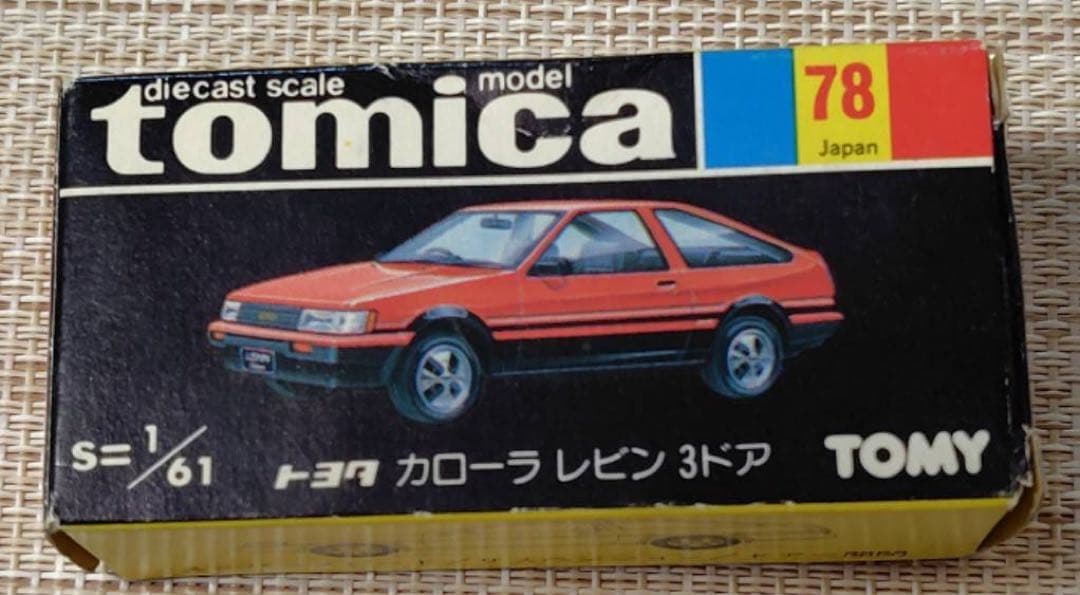 diecast scale model
tomica
78
Japan
S=1/61
トヨタ カローラ レビン 3ドア
TOMY